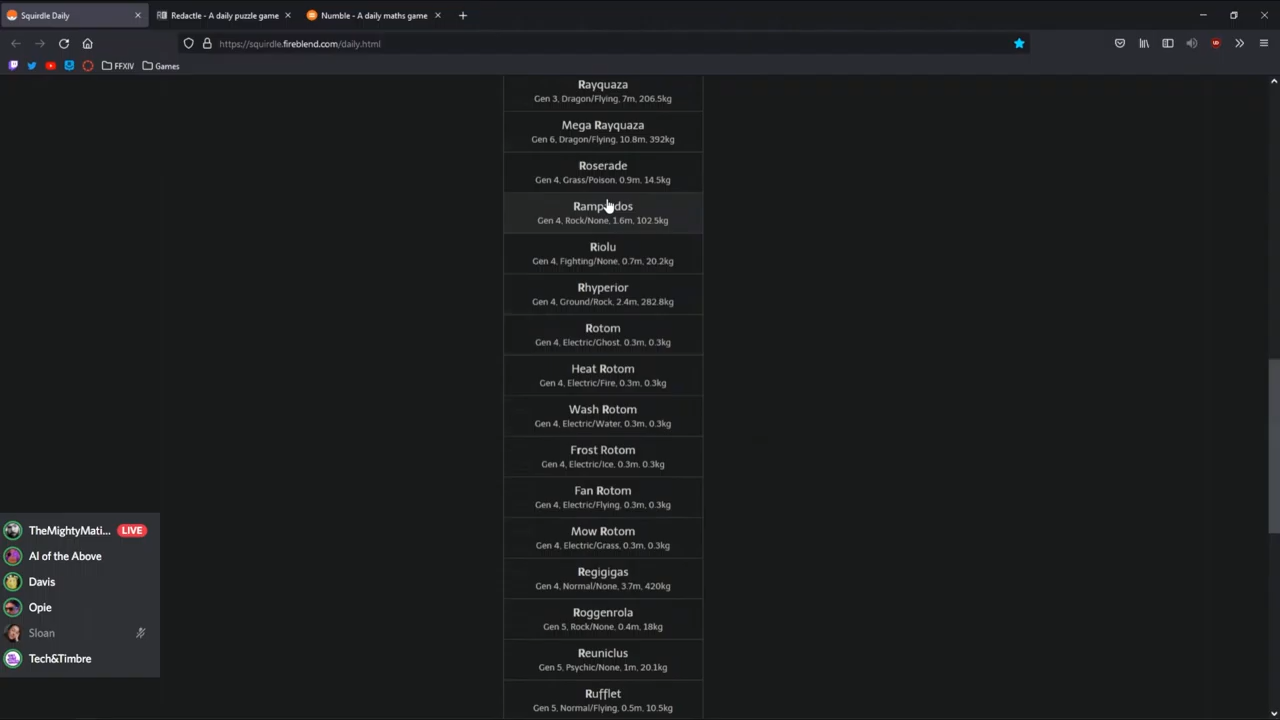 Squirdle Daily
Redactle - A daily puzzle game
Numble - A daily maths game
https://squirdle.fireblend.com/daily.html
FFXIV
Games
Rayquaza
Gen 3, Dragon/Flying, 7m, 206.5kg
Mega Rayquaza
Gen 6, Dragon/Flying, 10.8m, 392kg
Roserade
Gen 4, Grass/Poison, 0.9m, 14.5kg
Gen 4, Rock/None, 1.6m, 102.5kg
Riolu
Gen 4, Fighting/None, 0.7m, 20.2kg
Rhyperior
Gen 4, Ground/Rock, 2.4m, 282.8kg
Rotom
Gen 4, Electric/Ghost, 0.3m, 0.3kg
Heat Rotom
Gen 4, Electric/Fire, 0.3m, 0.3kg
Wash Rotom
Gen 4, Electric/Water, 0.3m, 0.3kg
Frost Rotom
Gen 4, Electric/Ice, 0.3m, 0.3kg
Fan Rotom
Gen 4, Electric/Flying, 0.3m, 0.3kg
Mow Rotom
Gen 4, Electric/Grass, 0.3m, 0.3kg
Regigigas
Gen 4, Normal/None, 3.7m, 420kg
Roggenrola
Gen 5, Rock/None, 0.4m, 18kg
Reuniclus
Gen 5, Psychic/None, 1m, 20.1kg
Rufflet
Gen 5, Normal/Flying, 0.5m, 10.5kg
TheMightyMati... LIVE
AI of the Above
Davis
Opie
Sloan
Tech&Timbre